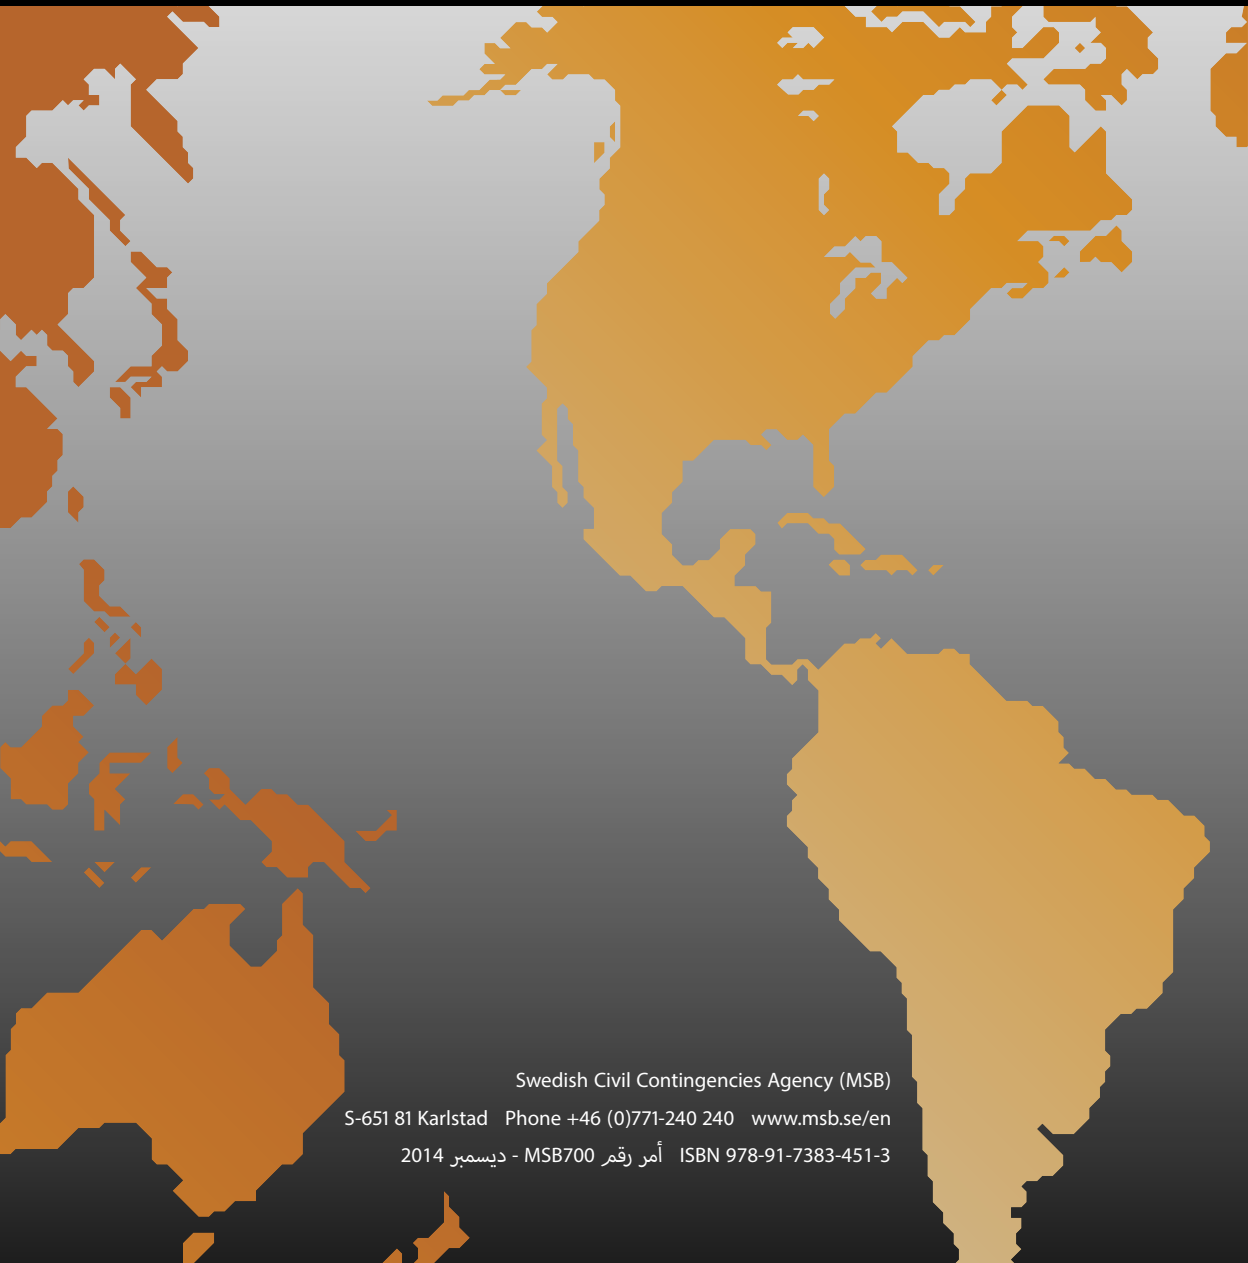 Swedish Civil Contingencies Agency (MSB)
S-651 81 Karlstad Phone +46 (0)771-240 240 www.msb.se/en
ISBN 978-91-7383-451-3 أمر رقم MSB700 - ديسمبر 2014